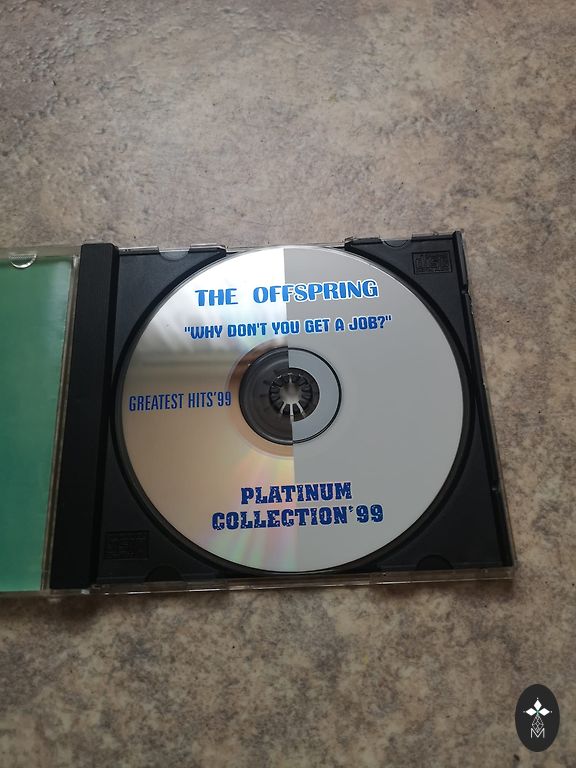 THE OFFSPRING
"WHY DON'T YOU GET A JOB?"
GREATEST HITS'99
PLATINUM
COLLECTION'99
M